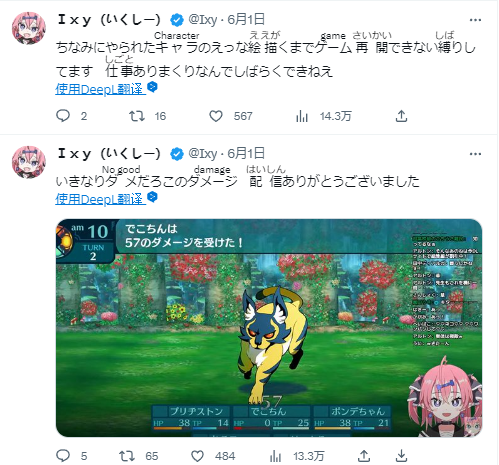 Ｉｘｙ（いくしー） @Ixy · 6月1日
Character ええが game さいかい しば
ちなみにやられたキャラのえっな絵描くまでゲーム再開できない縛りし
しごと
てます　仕事ありまくりなんでしばらくできねえ
使用DeepL翻译
2 16 567 14.3万
Ｉｘｙ（いくしー） @Ixy · 6月1日
No good damage はいしん
いきなりダメだろこのダメージ　配信ありがとうございました
使用DeepL翻译
am 10
TURN
2
でこちんは
57のダメージを受けた！
57
ブリヂストン でこちん ボンデちゃん
HP 38 TP 14 HP 0 TP 25 HP 38 TP 21
5 65 484 13.3万